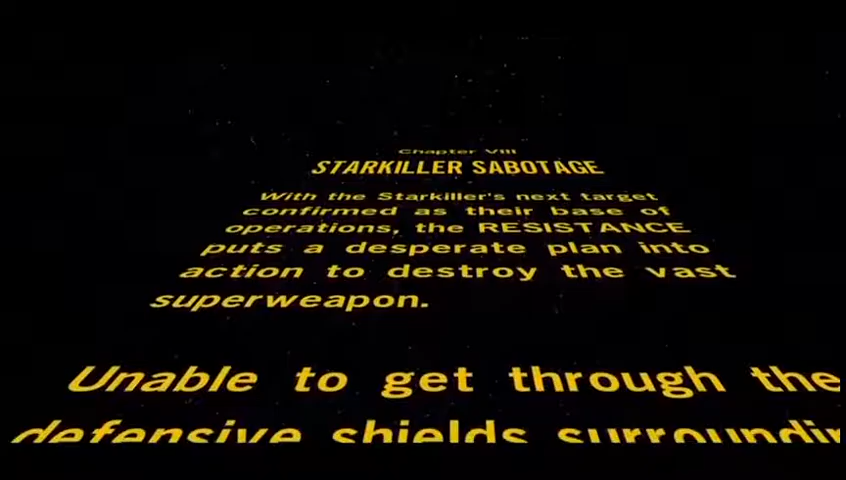 Chapter VIII
STARKILLER SABOTAGE
With the Starkiller's next target
confirmed as their base of
operations, the RESISTANCE
puts a desperate plan into
action to destroy the vast
superweapon.
Unable to get through the
defensive shields